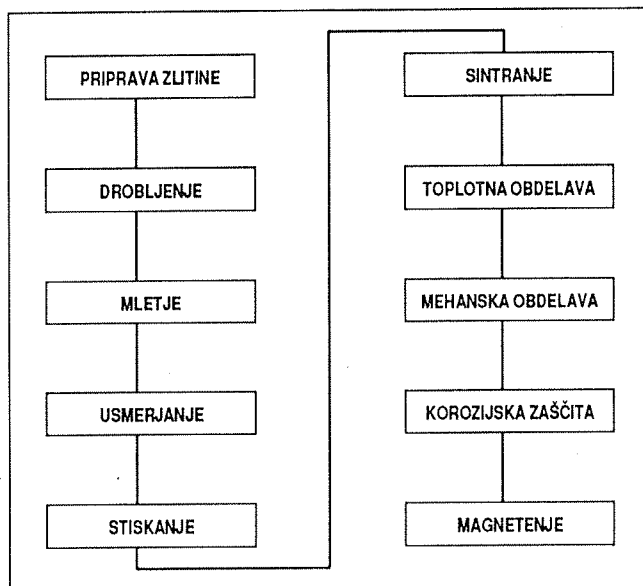 PRIPRAVA ZLITINE
DROBLJENJE
MLETJE
USMERJANJE
STISKANJE
SINTRANJE
TOPLOTNA OBDELAVA
MEHANSKA OBDELAVA
KOROZIJSKA ZAŠČITA
MAGNETENJE